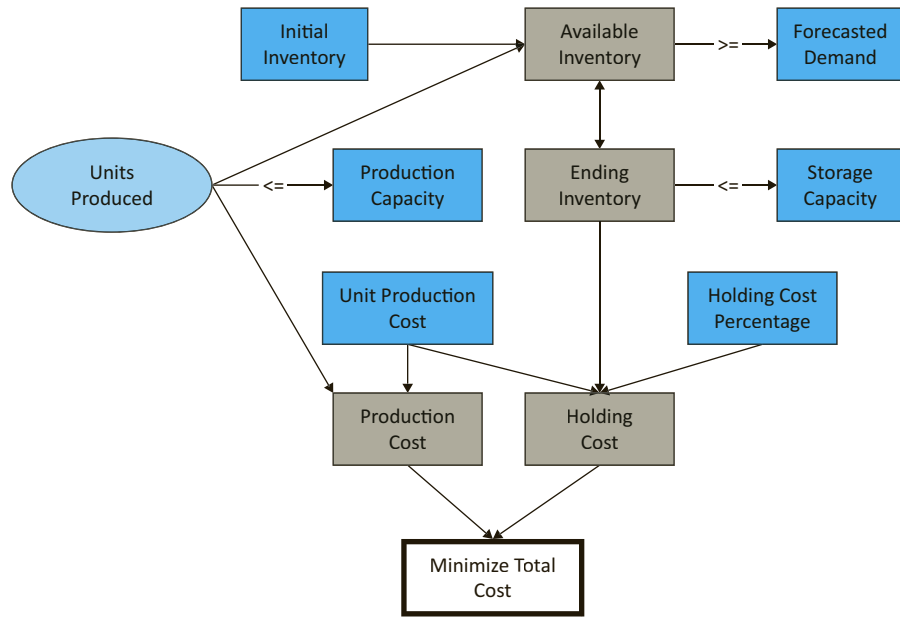 Initial
Inventory
Available
Inventory
>=
Forecasted
Demand
Units
Produced
<=
Production
Capacity
Ending
Inventory
<=
Storage
Capacity
Unit Production
Cost
Holding Cost
Percentage
Production
Cost
Holding
Cost
Minimize Total
Cost